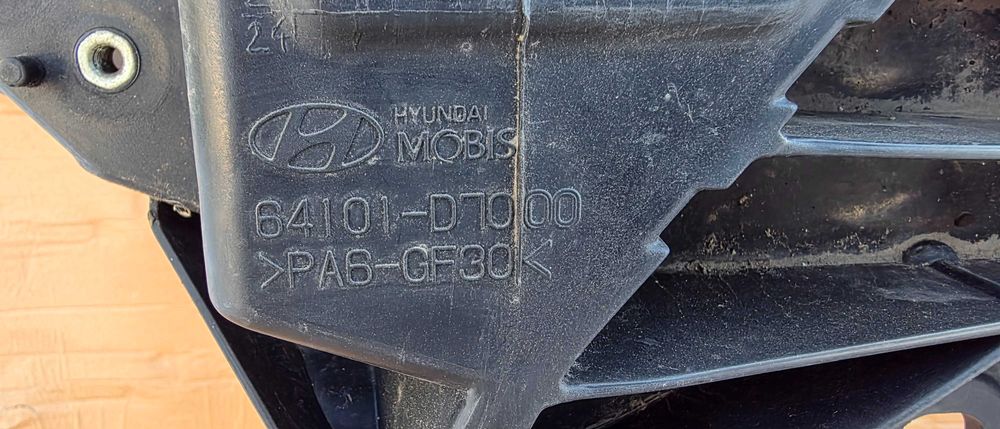 24
HYUNDAI
MOBIS
64101-D7000
>PA6-GF30<